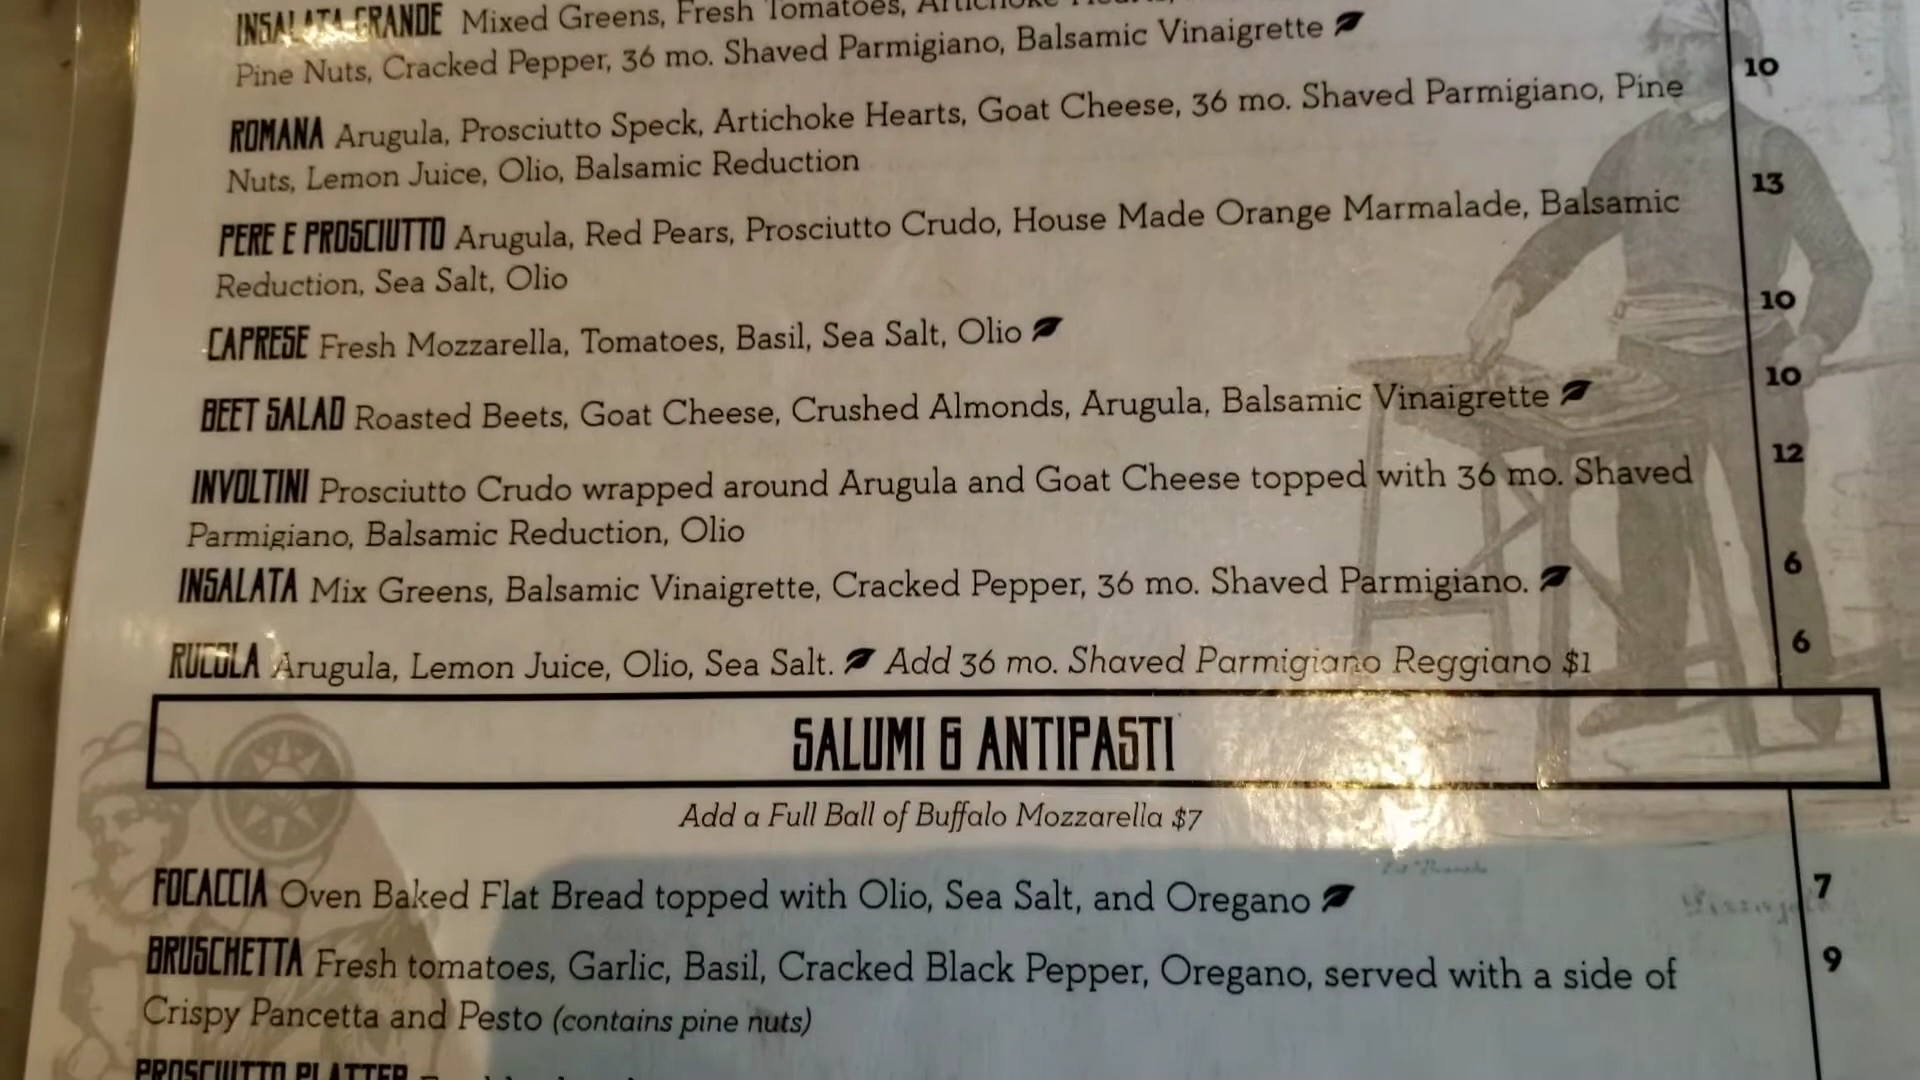 INSALATA GRANDE Mixed Greens, Fresh Tomatoes, Artichoke Hearts,
Pine Nuts, Cracked Pepper, 36 mo. Shaved Parmigiano, Balsamic Vinaigrette
10
ROMANA Arugula, Prosciutto Speck, Artichoke Hearts, Goat Cheese, 36 mo. Shaved Parmigiano, Pine
Nuts, Lemon Juice, Olio, Balsamic Reduction
13
PERE E PROSCIUTTO Arugula, Red Pears, Prosciutto Crudo, House Made Orange Marmalade, Balsamic
Reduction, Sea Salt, Olio
10
CAPRESE Fresh Mozzarella, Tomatoes, Basil, Sea Salt, Olio
10
BEET SALAD Roasted Beets, Goat Cheese, Crushed Almonds, Arugula, Balsamic Vinaigrette
12
INVOLTINI Prosciutto Crudo wrapped around Arugula and Goat Cheese topped with 36 mo. Shaved
Parmigiano, Balsamic Reduction, Olio
6
INSALATA Mix Greens, Balsamic Vinaigrette, Cracked Pepper, 36 mo. Shaved Parmigiano.
6
RUCOLA Arugula, Lemon Juice, Olio, Sea Salt. Add 36 mo. Shaved Parmigiano Reggiano $1
SALUMI & ANTIPASTI
Add a Full Ball of Buffalo Mozzarella $7
FOCACCIA Oven Baked Flat Bread topped with Olio, Sea Salt, and Oregano 7
BRUSCHETTA Fresh tomatoes, Garlic, Basil, Cracked Black Pepper, Oregano, served with a side of 9
Crispy Pancetta and Pesto (contains pine nuts)
PROSCIUTTO PLATTER